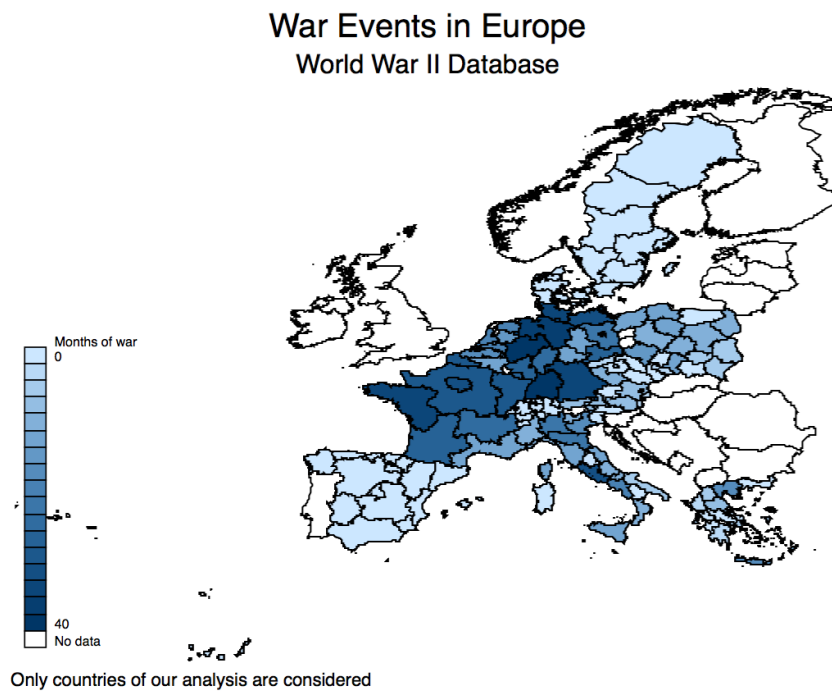 War Events in Europe
World War II Database
Months of war
0
40
No data
Only countries of our analysis are considered